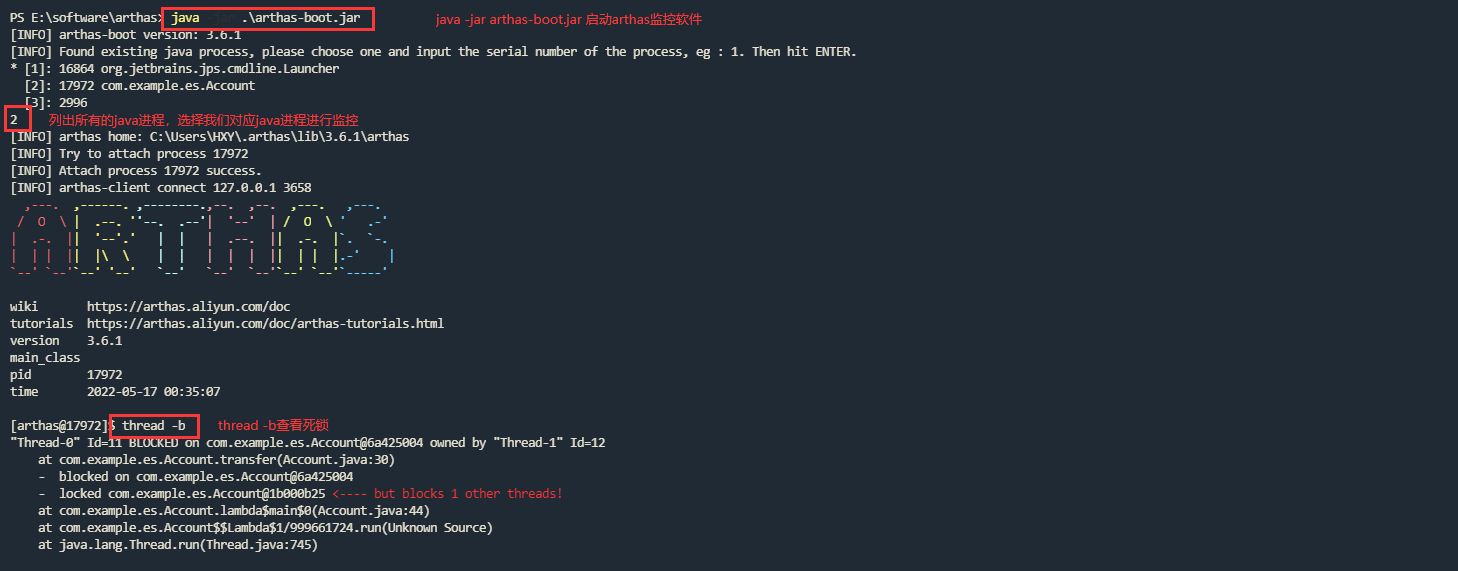 PS E:\software\arthas> java -jar .\arthas-boot.jar java -jar arthas-boot.jar 启动arthas监控软件
[INFO] arthas-boot version: 3.6.1
[INFO] Found existing java process, please choose one and input the serial number of the process, eg : 1. Then hit ENTER.
* [1]: 16864 org.jetbrains.jps.cmdline.Launcher
[2]: 17972 com.example.es.Account
[3]: 2996
2 列出所有的java进程，选择我们对应java进程进行监控
[INFO] arthas home: C:\Users\HXY\.arthas\lib\3.6.1\arthas
[INFO] Try to attach process 17972
[INFO] Attach process 17972 success.
[INFO] arthas-client connect 127.0.0.1 3658
ARTHAS
wiki https://arthas.aliyun.com/doc
tutorials https://arthas.aliyun.com/doc/arthas-tutorials.html
version 3.6.1
main_class
pid 17972
time 2022-05-17 00:35:07
[arthas@17972]$ thread -b thread -b查看死锁
"Thread-0" Id=11 BLOCKED on com.example.es.Account@6a425004 owned by "Thread-1" Id=12
at com.example.es.Account.transfer(Account.java:30)
- blocked on com.example.es.Account@6a425004
- locked com.example.es.Account@1b000b25 <---- but blocks 1 other threads!
at com.example.es.Account.lambda$main$0(Account.java:44)
at com.example.es.Account$$Lambda$1/999661724.run(Unknown Source)
at java.lang.Thread.run(Thread.java:745)